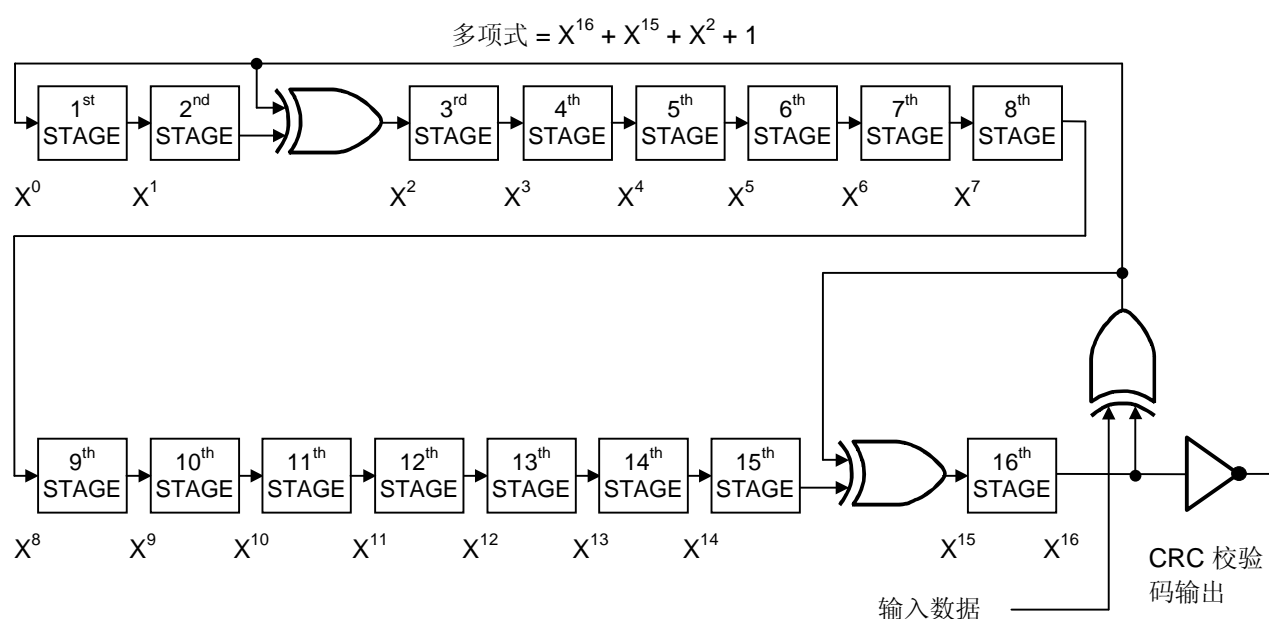 多项式 = X¹⁶ + X¹⁵ + X² + 1
1ˢᵗ STAGE
2ⁿᵈ STAGE
3ʳᵈ STAGE
4ᵗʰ STAGE
5ᵗʰ STAGE
6ᵗʰ STAGE
7ᵗʰ STAGE
8ᵗʰ STAGE
X⁰ X¹ X² X³ X⁴ X⁵ X⁶ X⁷
9ᵗʰ STAGE
10ᵗʰ STAGE
11ᵗʰ STAGE
12ᵗʰ STAGE
13ᵗʰ STAGE
14ᵗʰ STAGE
15ᵗʰ STAGE
16ᵗʰ STAGE
X⁸ X⁹ X¹⁰ X¹¹ X¹² X¹³ X¹⁴ X¹⁵ X¹⁶
CRC 校验
码输出
输入数据